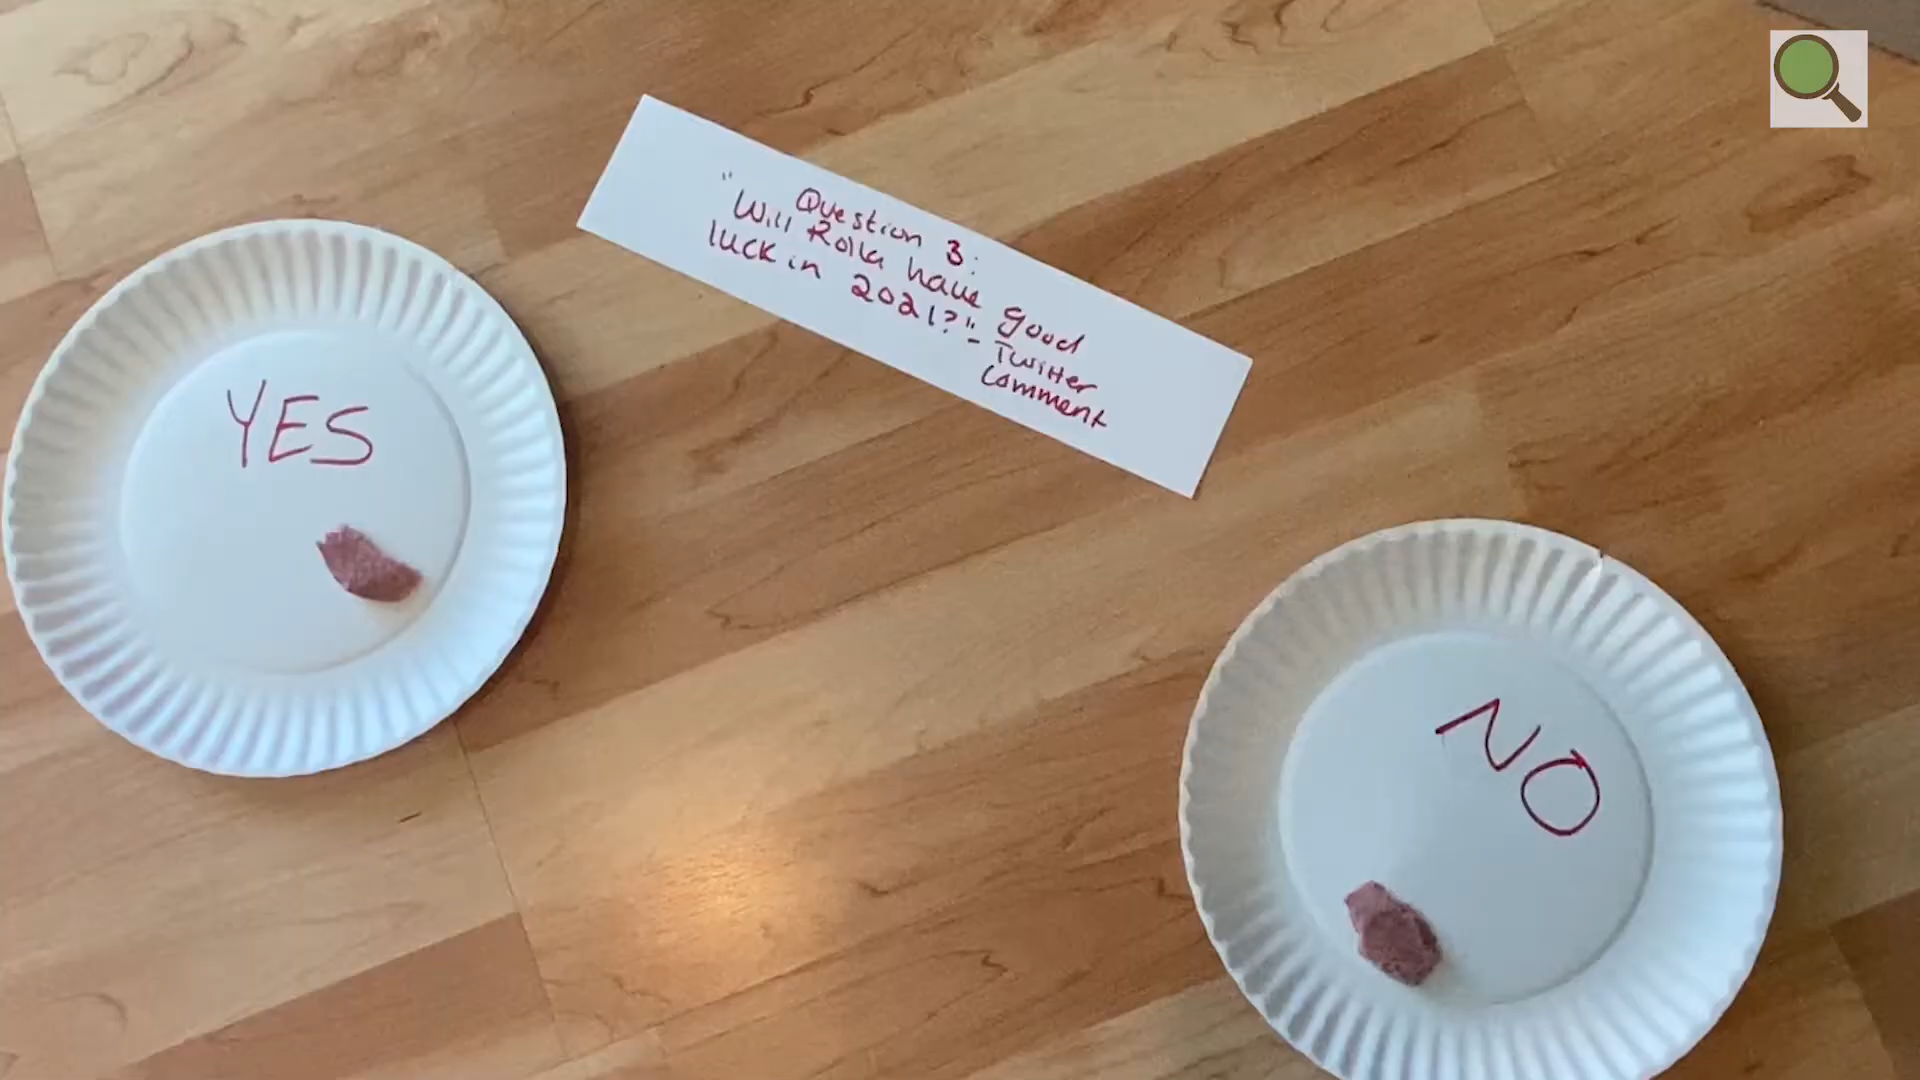 Question 3:
"Will Rolla have good
luck in 2021?" - Twitter
Comment
YES
NO